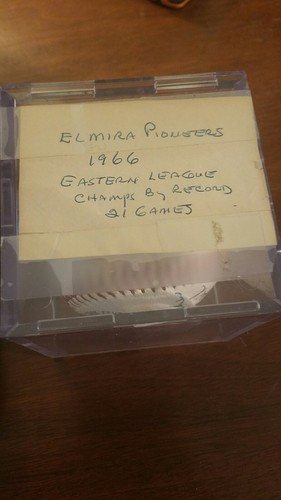 ELMIRA PIONEERS
1966
EASTERN LEAGUE
CHAMPS BY RECORD
21 GAMES